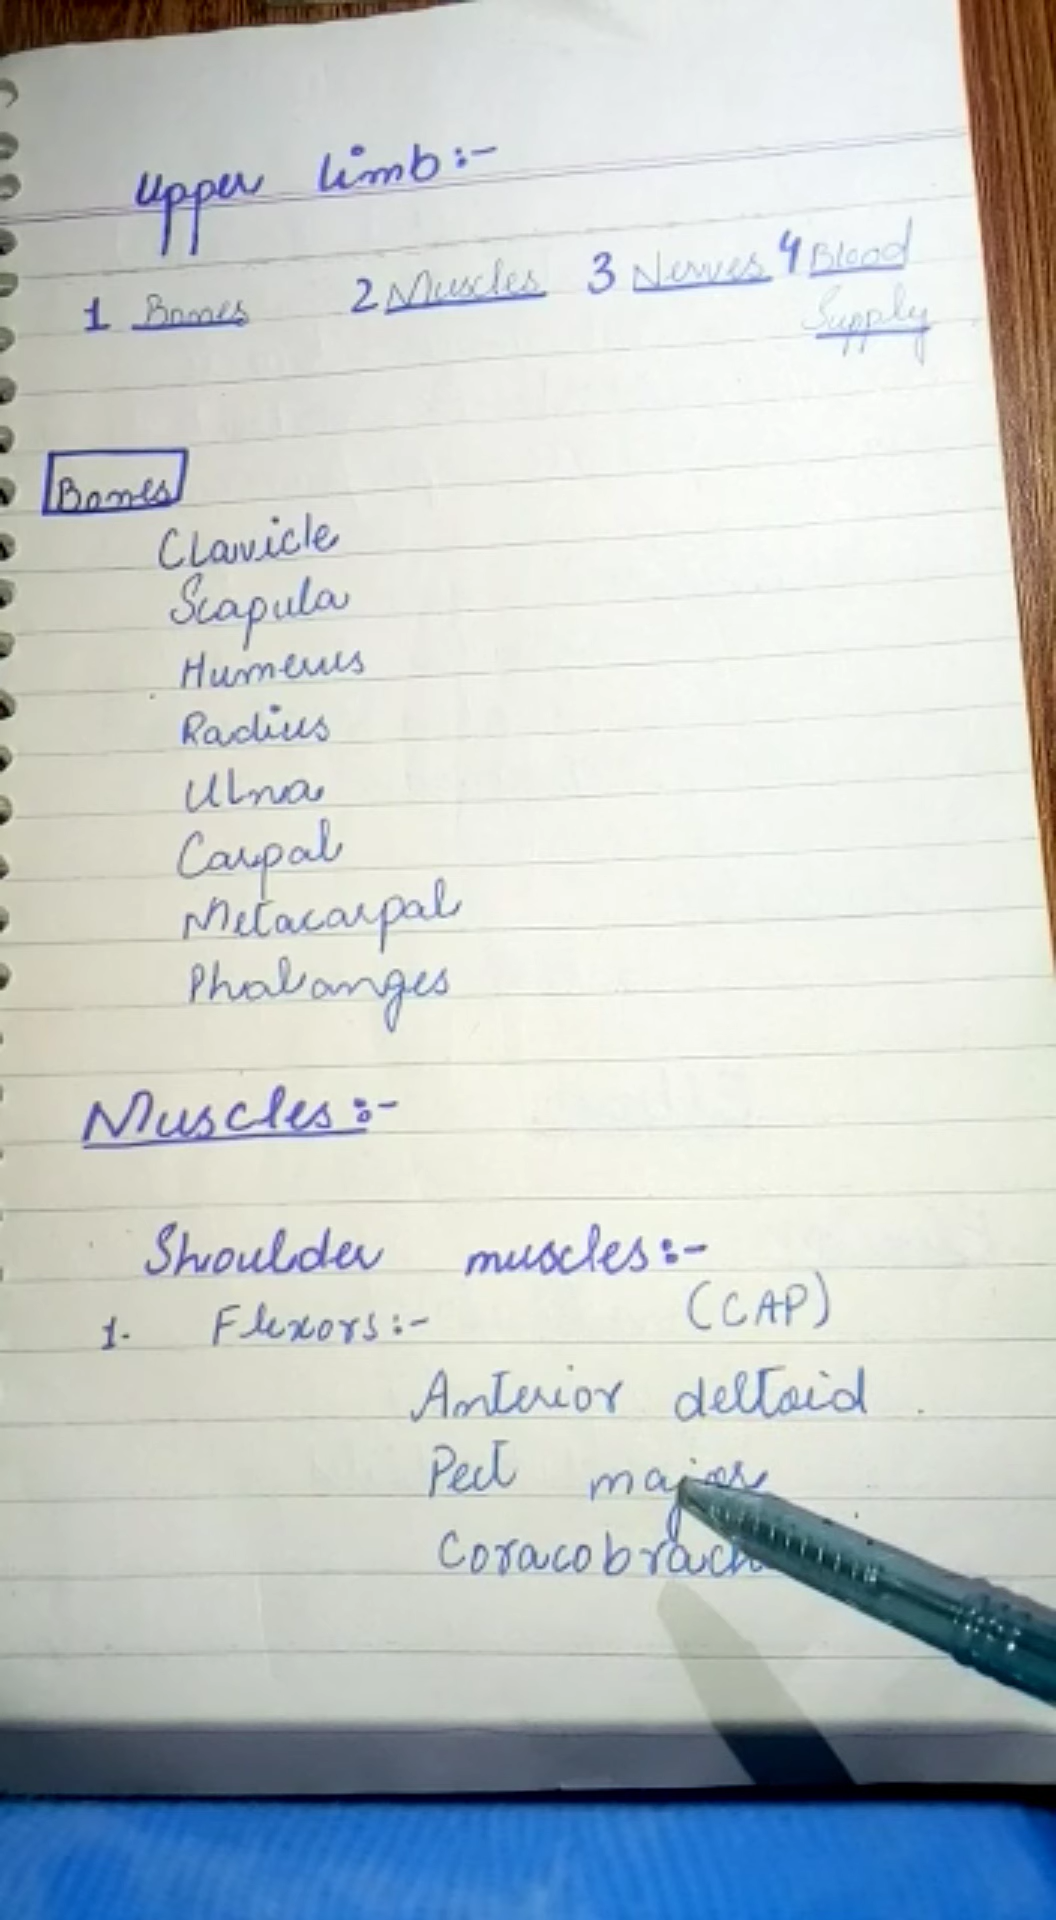 Upper limb:-
1 Bones 2 Muscles 3 Nerves 4 Blood Supply
Bones
Clavicle
Scapula
Humerus
Radius
Ulna
Carpal
Metacarpal
Phalanges
Muscles:-
Shoulder muscles:-
(CAP)
1. Flexors:-
Anterior deltoid
Pect major